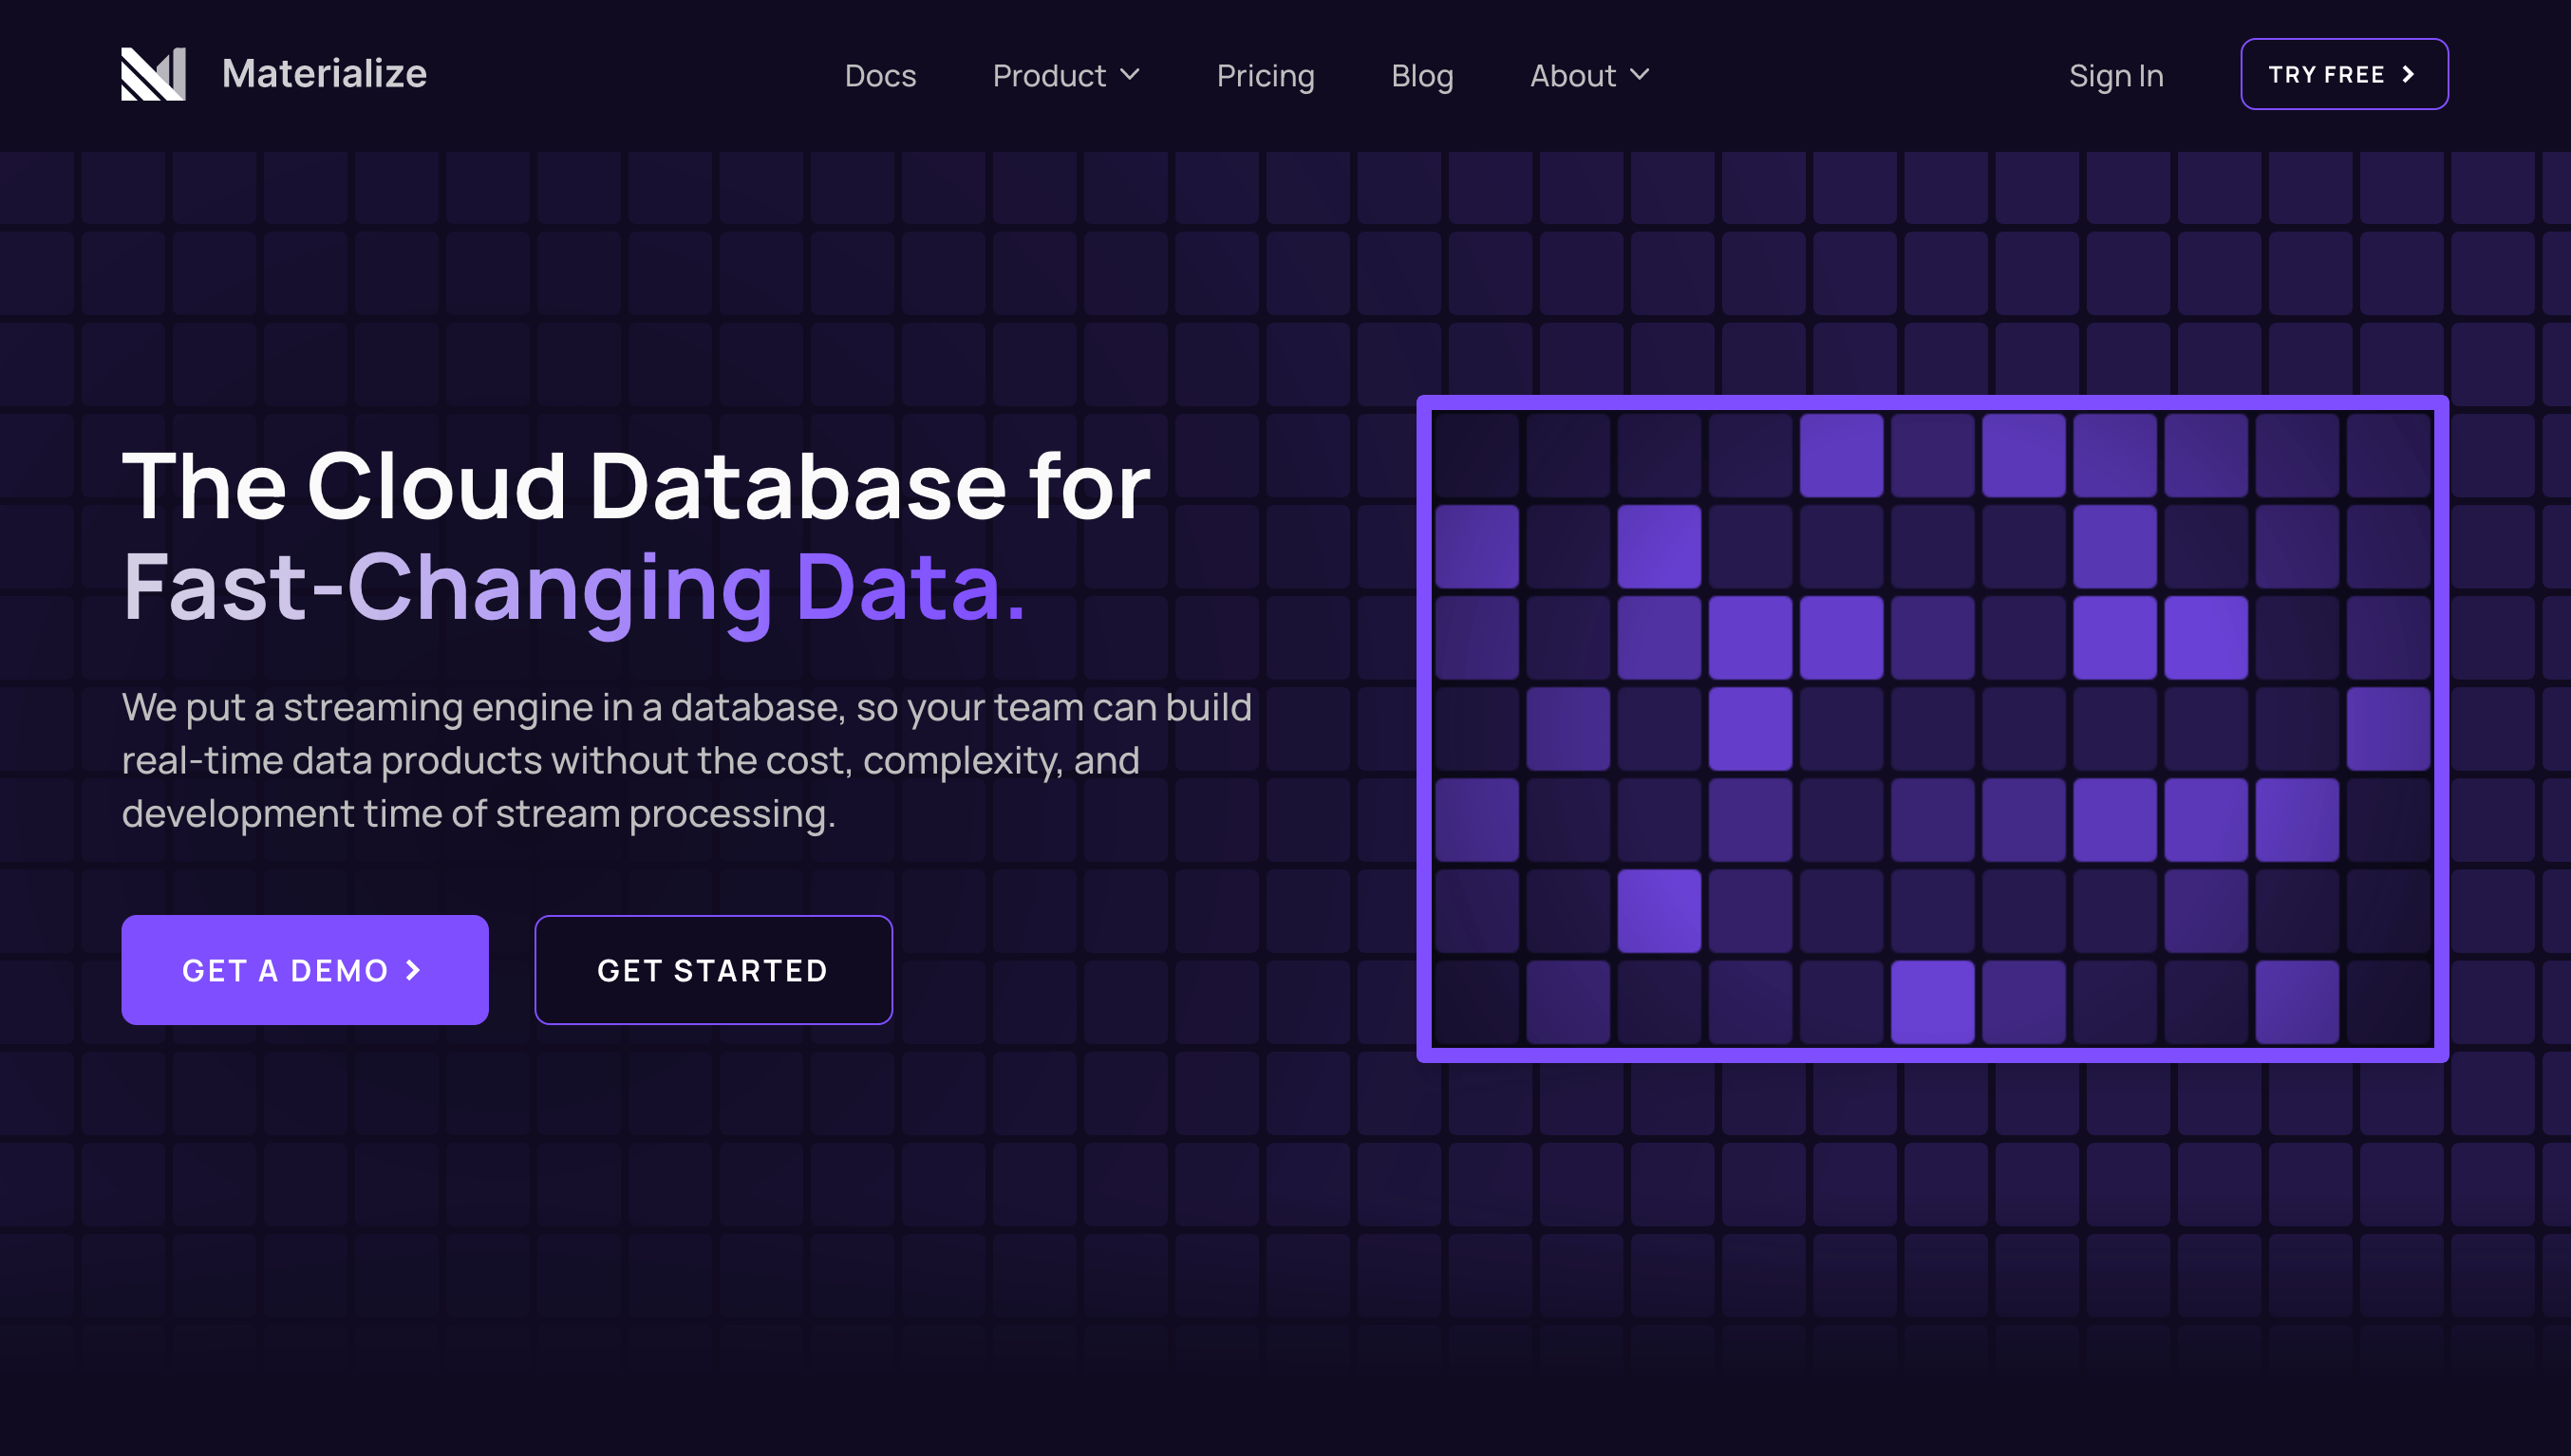 Materialize
Docs
Product
Pricing
Blog
About
Sign In
TRY FREE
The Cloud Database for
Fast-Changing Data.
We put a streaming engine in a database, so your team can build
real-time data products without the cost, complexity, and
development time of stream processing.
GET A DEMO
GET STARTED